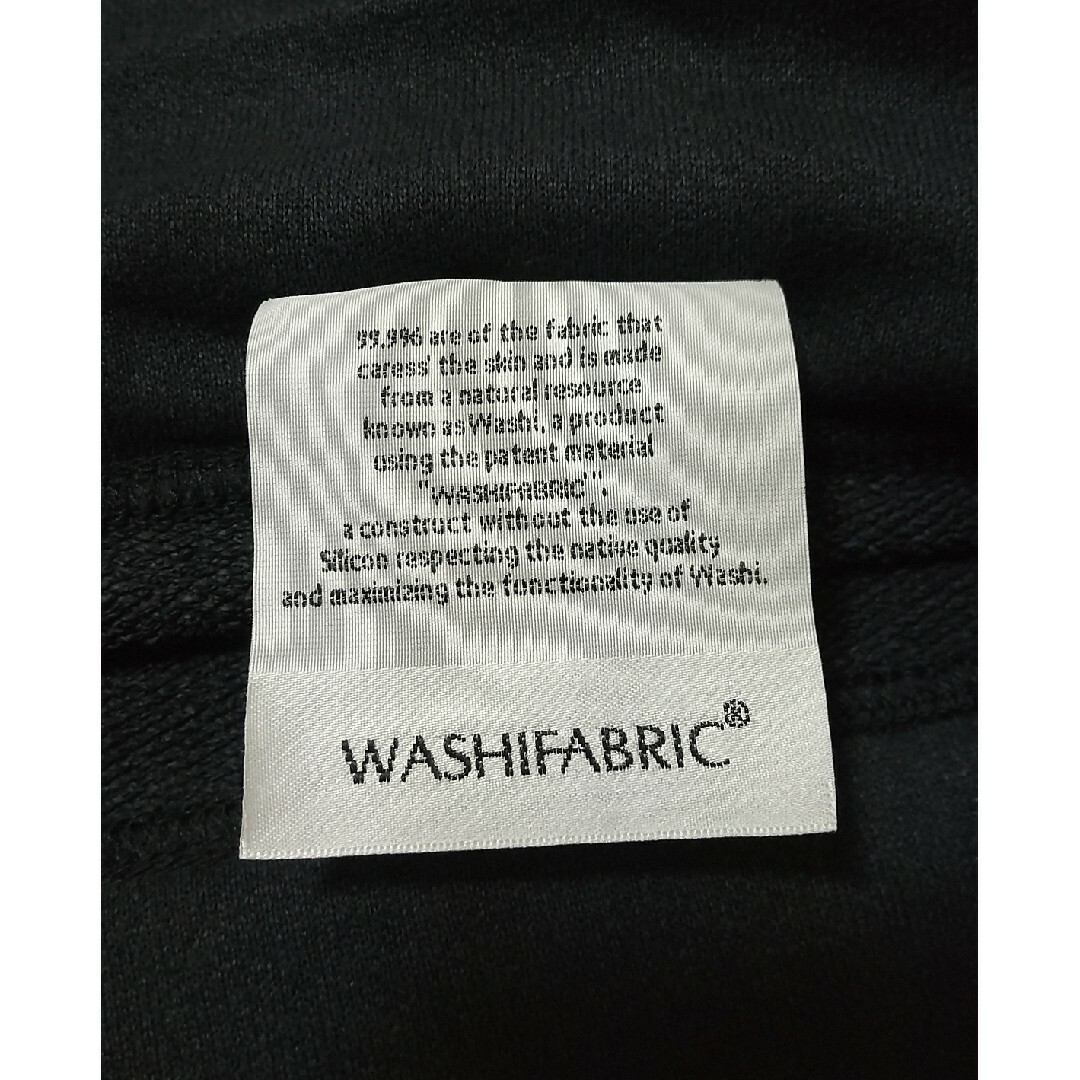 99.9% are of the fabric that
caress' the skin and is made
from a natural resource
known as Washi, a product
using the patent material
"WASHIFABRIC",
a construct without the use of
Silicon respecting the native quality
and maximizing the functionality of Washi.
WASHIFABRIC®